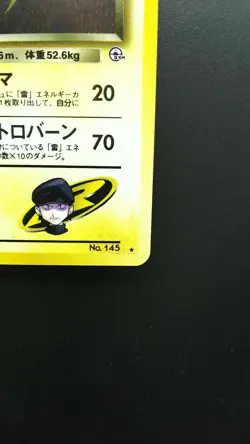 6m、体重52.6kg
GYM
マ
ュに「雷」エネルギーカ
1枚取り出して、自分に
20
トロバーン
70
分についている「雷」エネ
数×10のダメージ。
No. 145 ★